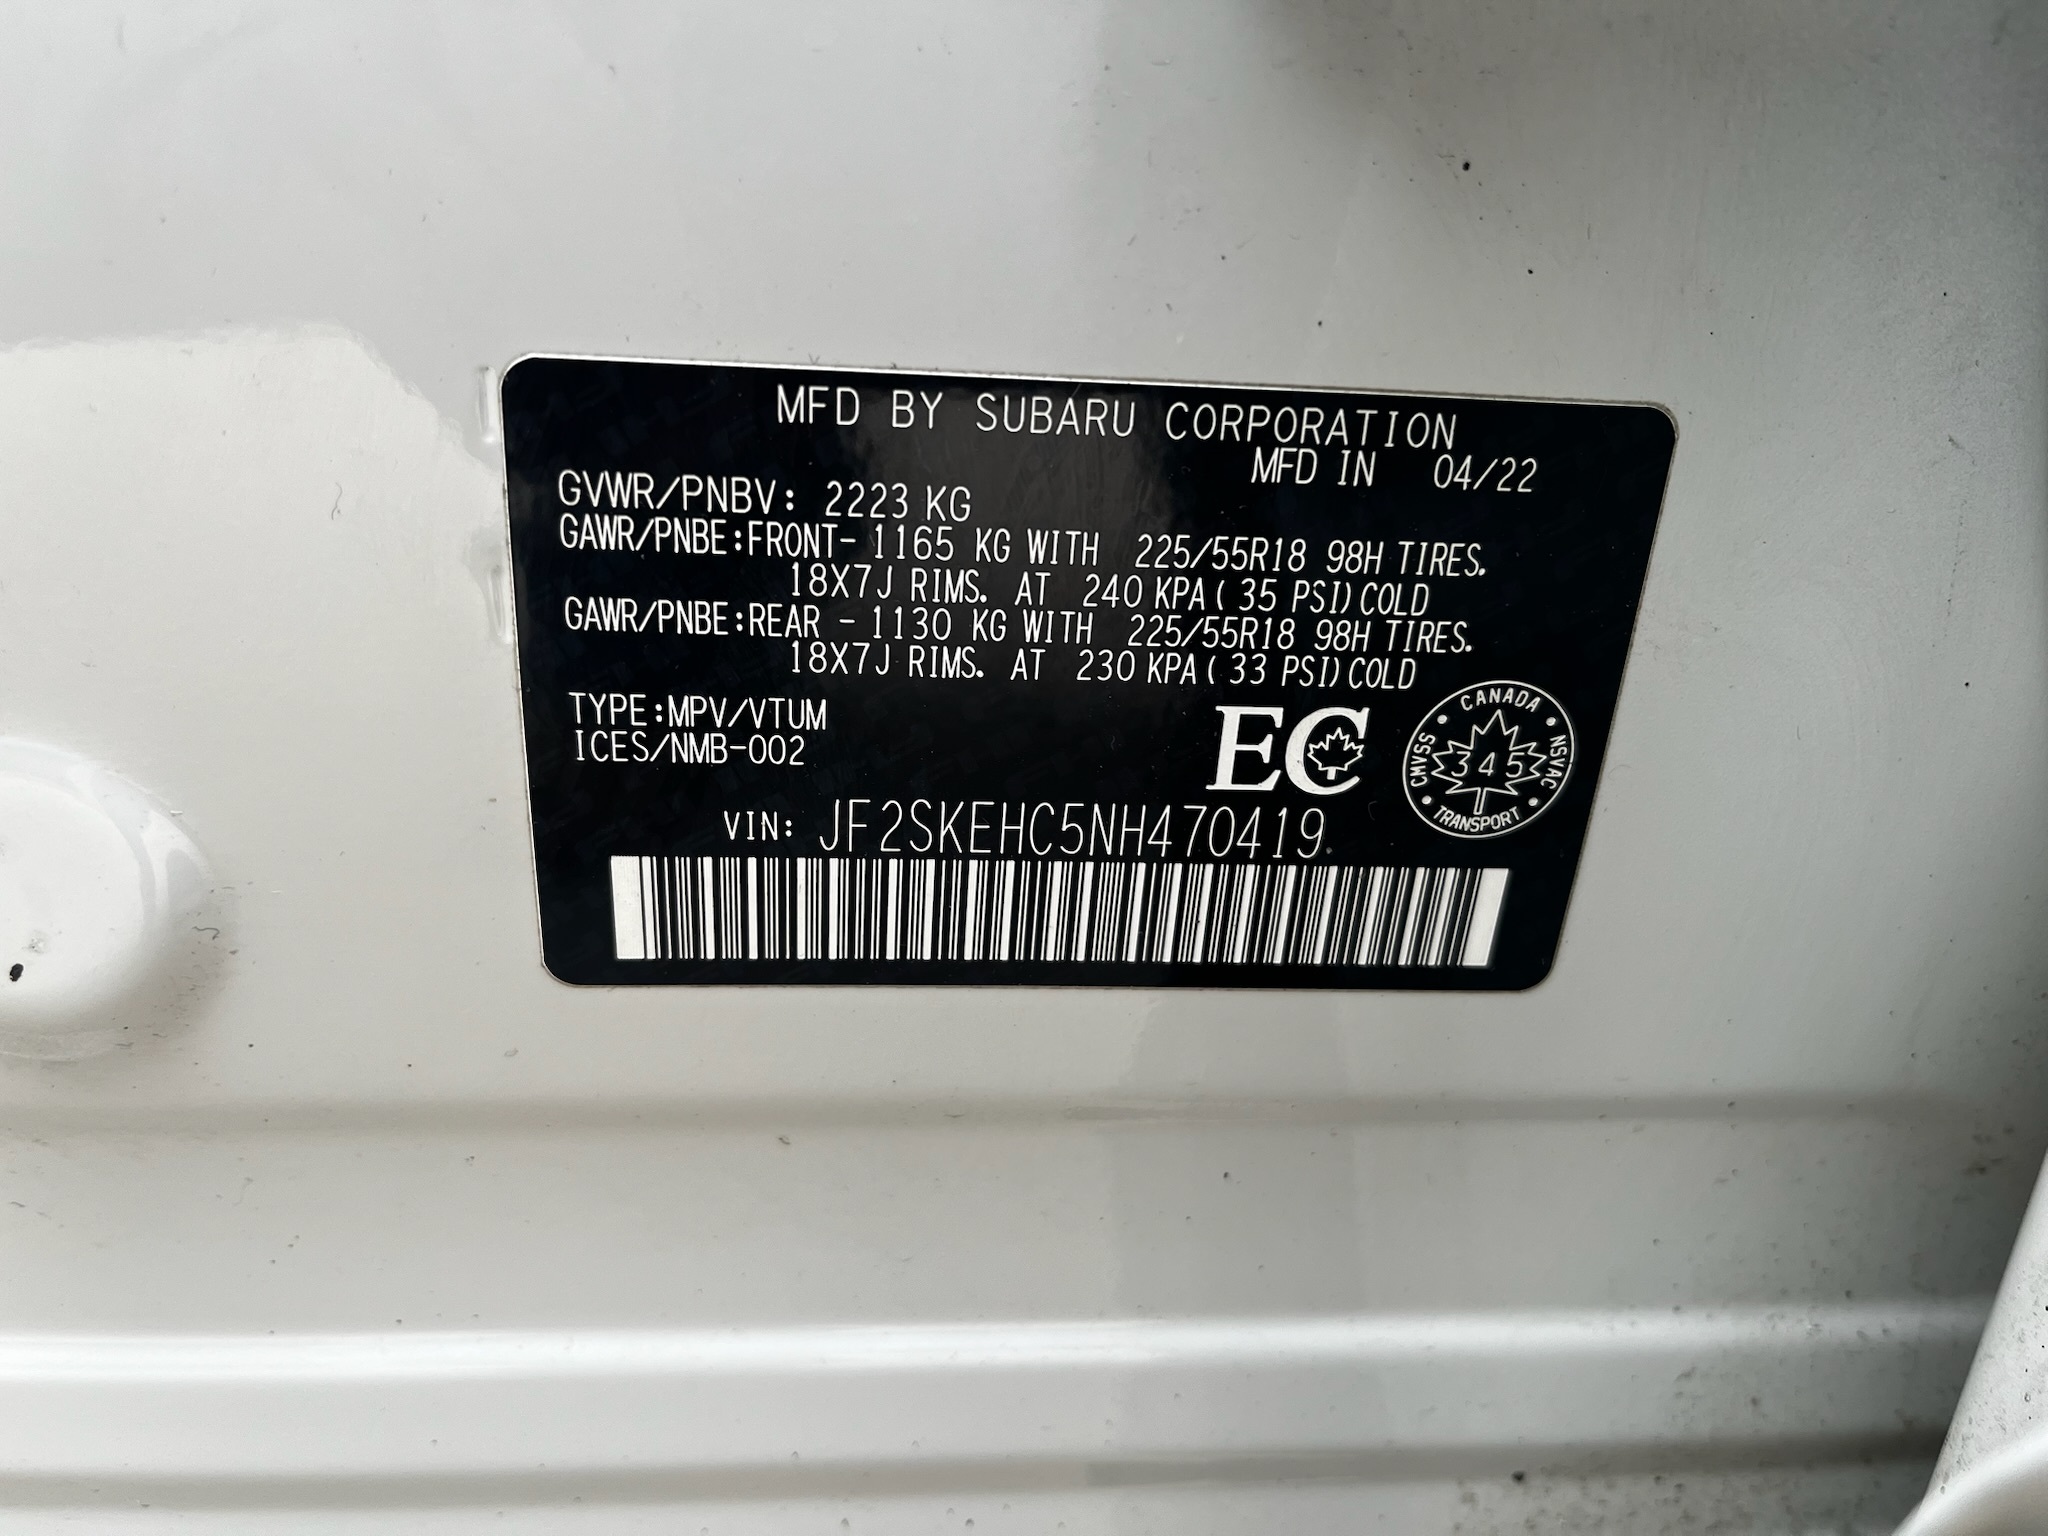 MFD BY SUBARU CORPORATION
MFD IN 04/22
GVWR/PNBV: 2223 KG
GAWR/PNBE:FRONT- 1165 KG WITH 225/55R18 98H TIRES.
18X7J RIMS. AT 240 KPA( 35 PSI)COLD
GAWR/PNBE:REAR - 1130 KG WITH 225/55R18 98H TIRES.
18X7J RIMS. AT 230 KPA( 33 PSI)COLD
TYPE:MPV/VTUM
ICES/NMB-002
EC
CANADA
CMVSS
345
NSVAC
TRANSPORT
VIN: JF2SKEHC5NH470419